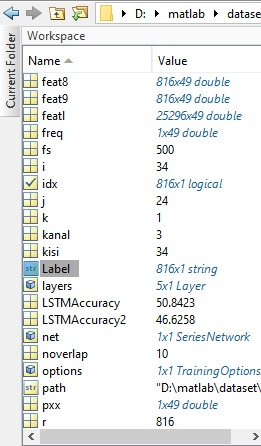 D: matlab dataset
Current Folder
Workspace
Name Value
feat8 816x49 double
feat9 816x49 double
featl 25296x49 double
freq 1x49 double
fs 500
i 34
idx 816x1 logical
j 24
k 1
kanal 3
kisi 34
str Label 816x1 string
layers 5x1 Layer
LSTMAccuracy 50.8423
LSTMAccuracy2 46.6258
net 1x1 SeriesNetwork
noverlap 10
options 1x1 TrainingOptions
str path "D:\matlab\dataset\
pxx 1x49 double
r 816